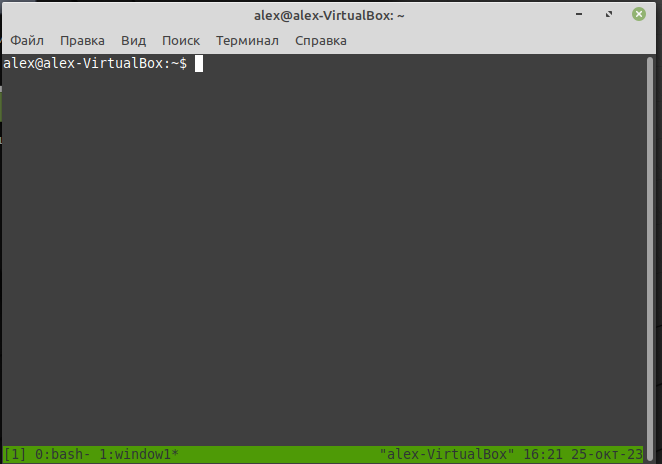 alex@alex-VirtualBox: ~
Файл Правка Вид Поиск Терминал Справка
alex@alex-VirtualBox:~$
[1] 0:bash- 1:window1* "alex-VirtualBox" 16:21 25-окт-23